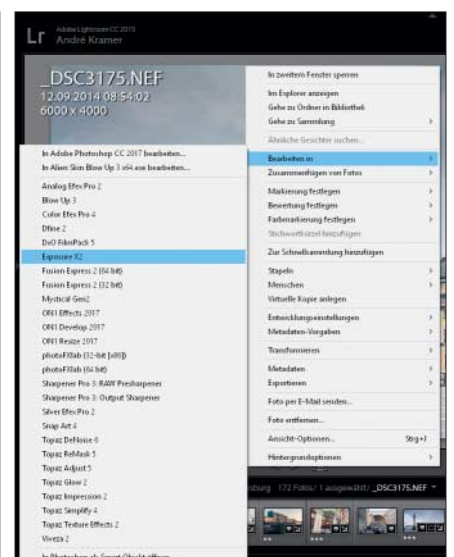 Lr Adobe Lightroom CC 2015
André Kramer
_DSC3175.NEF
12.09.2014 08:54:02
6000 x 4000
In zweitem Fenster sperren
Im Explorer anzeigen
Gehe zu Ordner in Bibliothek
Gehe zu Sammlung
Ähnliche Gesichter suchen...
Bearbeiten in
Zusammenfügen von Fotos
Markierung festlegen
Bewertung festlegen
Farbmarkierung festlegen
Stichwortkürzel hinzufügen
Zur Schnellsammlung hinzufügen
Stapeln
Menschen
Virtuelle Kopie anlegen
Entwicklungseinstellungen
Metadaten-Vorgaben
Transformieren
Metadaten
Exportieren
Foto per E-Mail senden...
Foto entfernen...
Ansicht-Optionen... Strg+J
Hintergrundoptionen
In Adobe Photoshop CC 2017 bearbeiten...
In Alien Skin Blow Up 3 x64.exe bearbeiten...
Analog Efex Pro 2
Blow Up 3
Color Efex Pro 4
Dfine 2
DxO FilmPack 5
Exposure X2
Fusion Express 2 (64 bit)
Fusion Express 2 (32 bit)
Mystical Gen2
ON1 Effects 2017
ON1 Develop 2017
ON1 Resize 2017
photoFXlab (32-bit [x86])
photoFXlab (64 bit)
Sharpener Pro 3: RAW Presharpener
Sharpener Pro 3: Output Sharpener
Silver Efex Pro 2
Snap Art 4
Topaz DeNoise 6
Topaz ReMask 5
Topaz Adjust 5
Topaz Glow 2
Topaz Impression 2
Topaz Simplify 4
Topaz Texture Effects 2
Viveza 2
In Photoshop als Smart-Objekt öffnen...
172 Fotos/ 1 ausgewählt/ _DSC3175.NEF